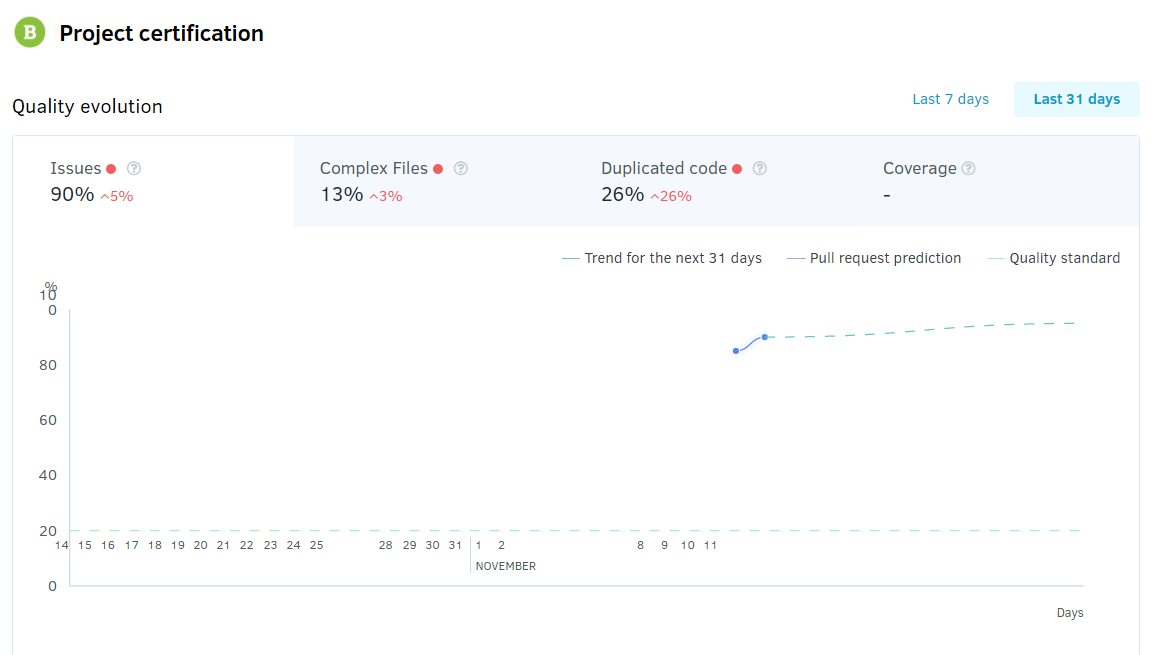 B Project certification
Quality evolution
Last 7 days Last 31 days
Issues ? Complex Files ? Duplicated code ? Coverage ?
90% 5% 13% 3% 26% 26% -
Trend for the next 31 days Pull request prediction Quality standard
%
10
0
80
60
40
20
14 15 16 17 18 19 20 21 22 23 24 25 28 29 30 31 1 2 8 9 10 11
NOVEMBER
0
Days